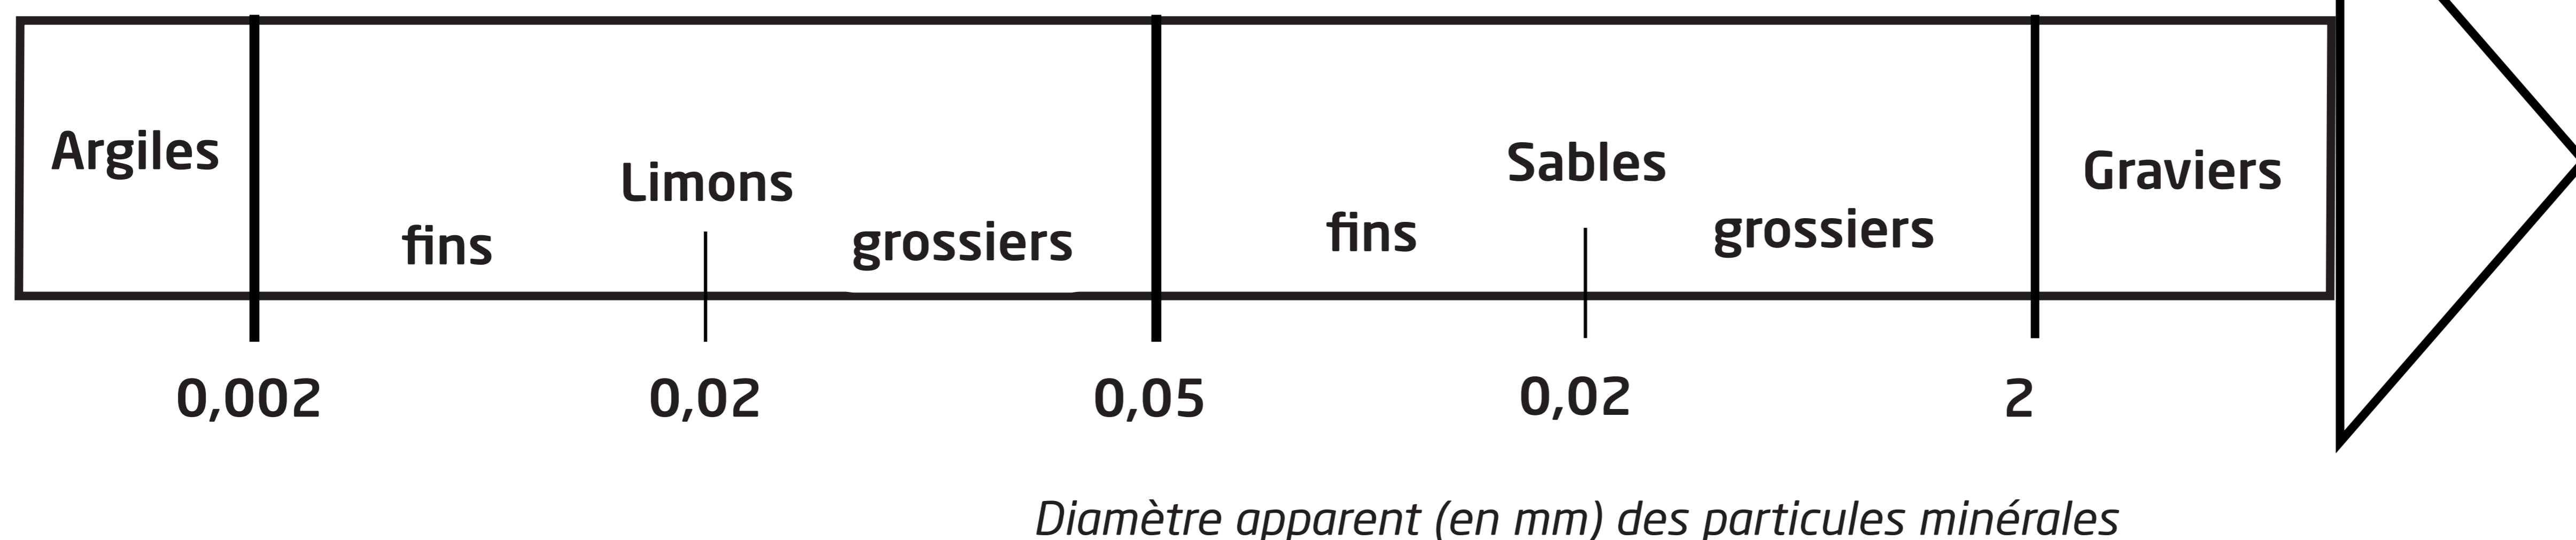 Argiles
Limons
fins
grossiers
Sables
fins
grossiers
Graviers
0,002
0,02
0,05
0,02
2
Diamètre apparent (en mm) des particules minérales